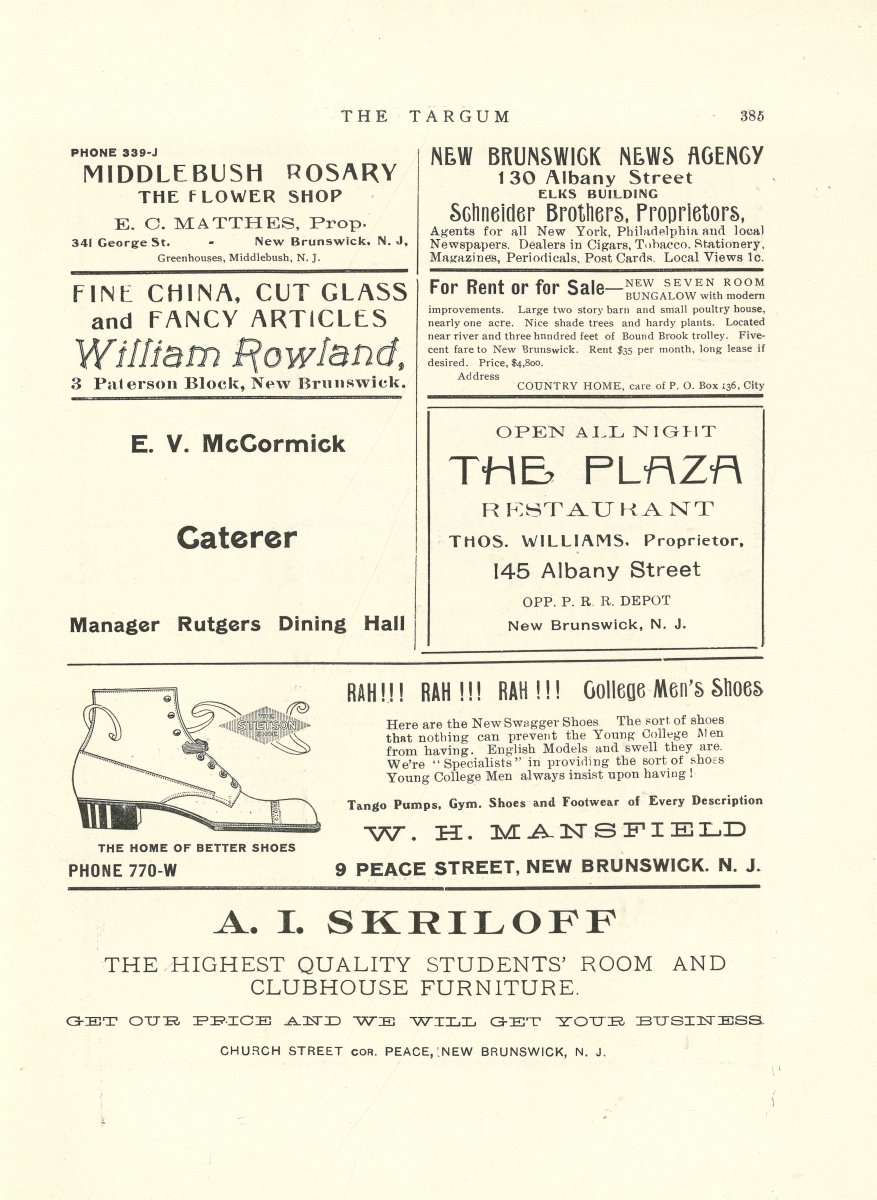 THE TARGUM 385
PHONE 339-J
MIDDLEBUSH ROSARY
THE FLOWER SHOP
E. C. MATTHES, Prop.
341 George St. - New Brunswick, N. J,
Greenhouses, Middlebush, N. J.
FINE CHINA, CUT GLASS
and FANCY ARTICLES
William Rowland,
3 Paterson Block, New Brunswick.
E. V. McCormick
Caterer
Manager Rutgers Dining Hall
NEW BRUNSWICK NEWS AGENCY
130 Albany Street
ELKS BUILDING
Schneider Brothers, Proprietors,
Agents for all New York, Philadelphia and local
Newspapers. Dealers in Cigars, Tobacco, Stationery,
Magazines, Periodicals, Post Cards. Local Views 1c.
For Rent or for Sale—NEW SEVEN ROOM
BUNGALOW with modern
improvements. Large two story barn and small poultry house,
nearly one acre. Nice shade trees and hardy plants. Located
near river and three hnndred feet of Bound Brook trolley. Five-
cent fare to New Brunswick. Rent $35 per month, long lease if
desired. Price, $4,800.
Address
COUNTRY HOME, care of P. O. Box 136, City
OPEN ALL NIGHT
THE PLAZA
RESTAURANT
THOS. WILLIAMS. Proprietor,
145 Albany Street
OPP. P. R. R. DEPOT
New Brunswick, N. J.
THE
STETSON
SHOE
THE HOME OF BETTER SHOES
PHONE 770-W
RAH!!! RAH !!! RAH !!! College Men's Shoes
Here are the New Swagger Shoes The sort of shoes
that nothing can prevent the Young College Men
from having. English Models and swell they are.
We're "Specialists" in providing the sort of shoes
Young College Men always insist upon having!
Tango Pumps, Gym. Shoes and Footwear of Every Description
W. H. MANSFIELD
9 PEACE STREET, NEW BRUNSWICK. N. J.
A. I. SKRILOFF
THE HIGHEST QUALITY STUDENTS' ROOM AND
CLUBHOUSE FURNITURE.
GET OUR PRICE AND WE WILL GET YOUR BUSINESS
CHURCH STREET COR. PEACE, NEW BRUNSWICK, N. J.